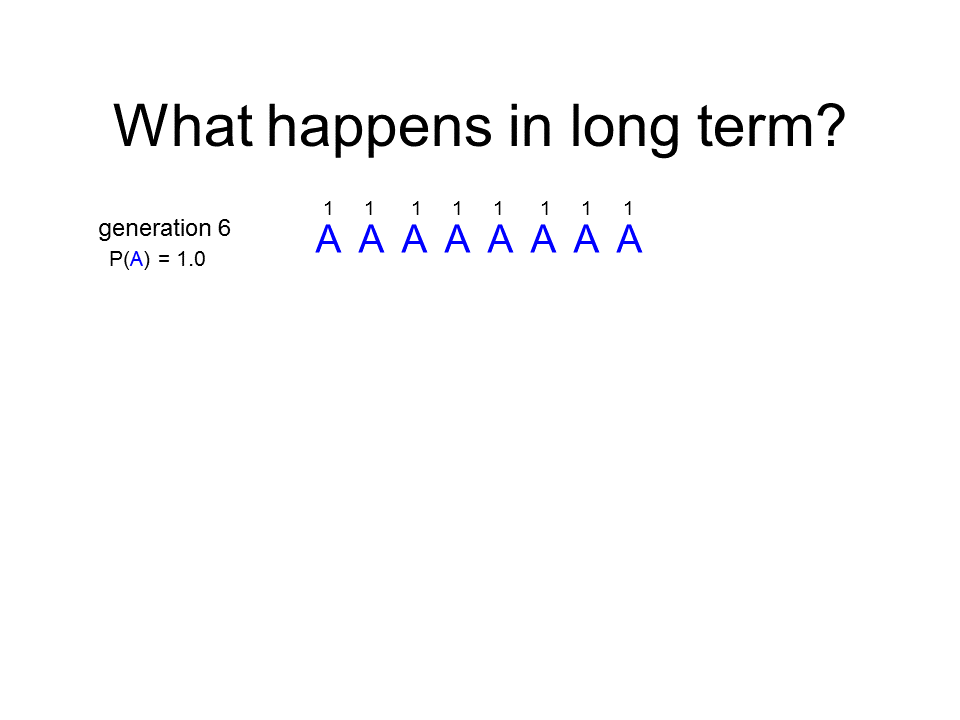 What happens in long term?
1 1 1 1 1 1 1 1
generation 6
A A A A A A A A
P(A) = 1.0